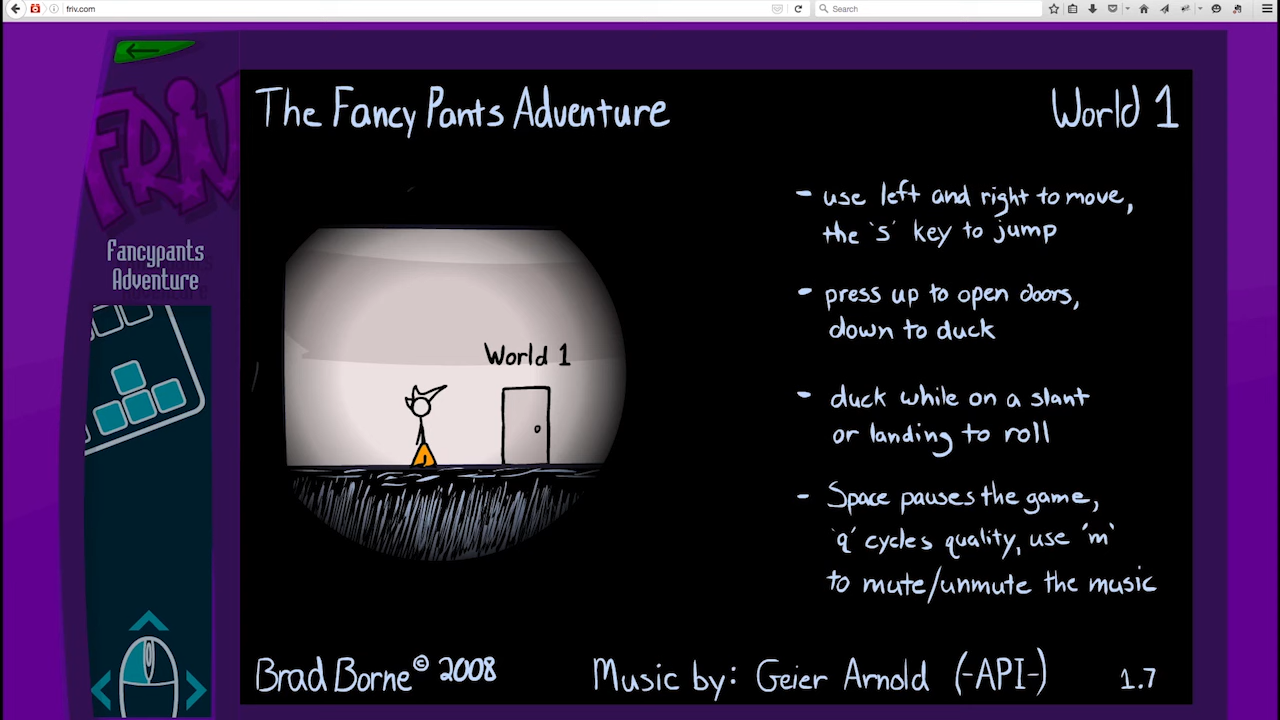 friv.com
Search
FRIV
Fancypants
Adventure
The Fancy Pants Adventure
World 1
- use left and right to move,
the 's' key to jump
- press up to open doors,
down to duck
- duck while on a slant
or landing to roll
- Space pauses the game,
'q' cycles quality, use 'm'
to mute/unmute the music
World 1
Brad Borne © 2008
Music by: Geier Arnold (-API-)
1.7